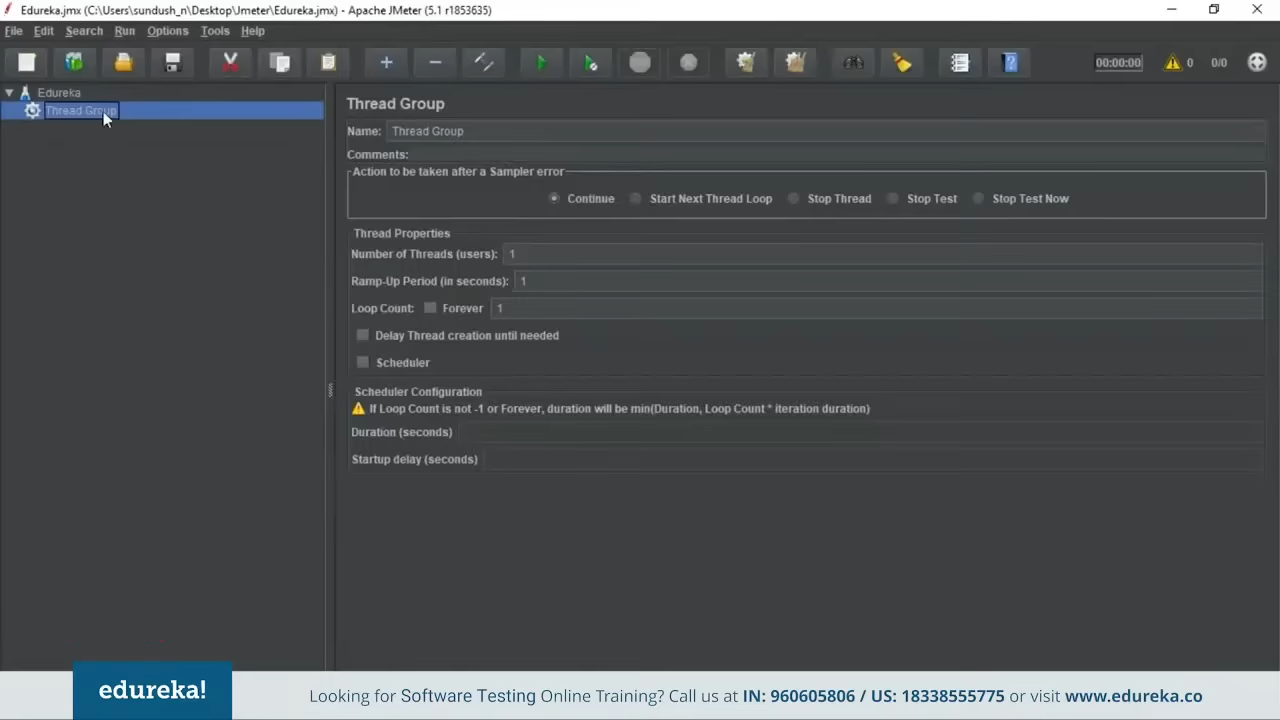 Edureka.jmx (C:\Users\sundush_n\Desktop\Jmeter\Edureka.jmx) - Apache JMeter (5.1 r1853635)
File Edit Search Run Options Tools Help
00:00:00 0 0/0
Edureka
Thread Group
Thread Group
Name: Thread Group
Comments:
Action to be taken after a Sampler error
Continue Start Next Thread Loop Stop Thread Stop Test Stop Test Now
Thread Properties
Number of Threads (users): 1
Ramp-Up Period (in seconds): 1
Loop Count: Forever 1
Delay Thread creation until needed
Scheduler
Scheduler Configuration
If Loop Count is not -1 or Forever, duration will be min(Duration, Loop Count * iteration duration)
Duration (seconds)
Startup delay (seconds)
edureka!
Looking for Software Testing Online Training? Call us at IN: 960605806 / US: 18338555775 or visit www.edureka.co